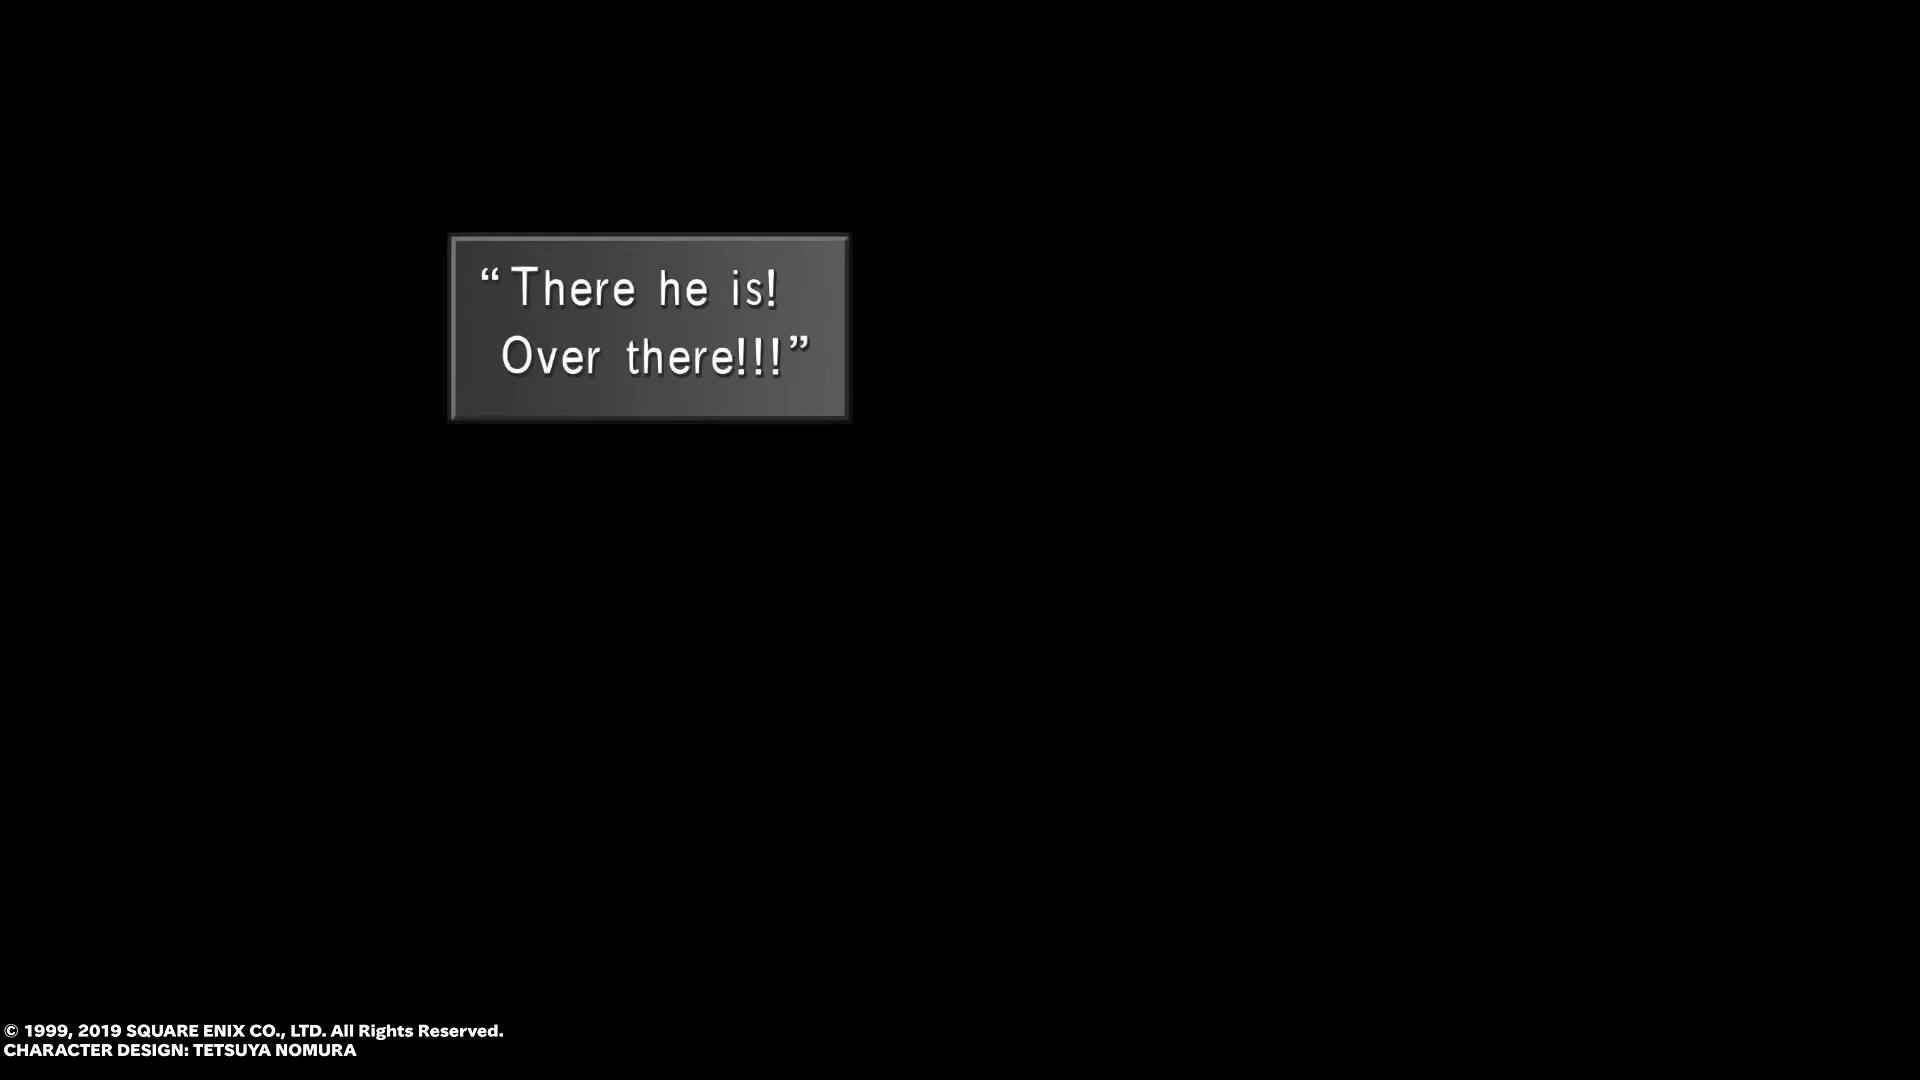 “There he is!
Over there!!!”
© 1999, 2019 SQUARE ENIX CO., LTD. All Rights Reserved.
CHARACTER DESIGN: TETSUYA NOMURA